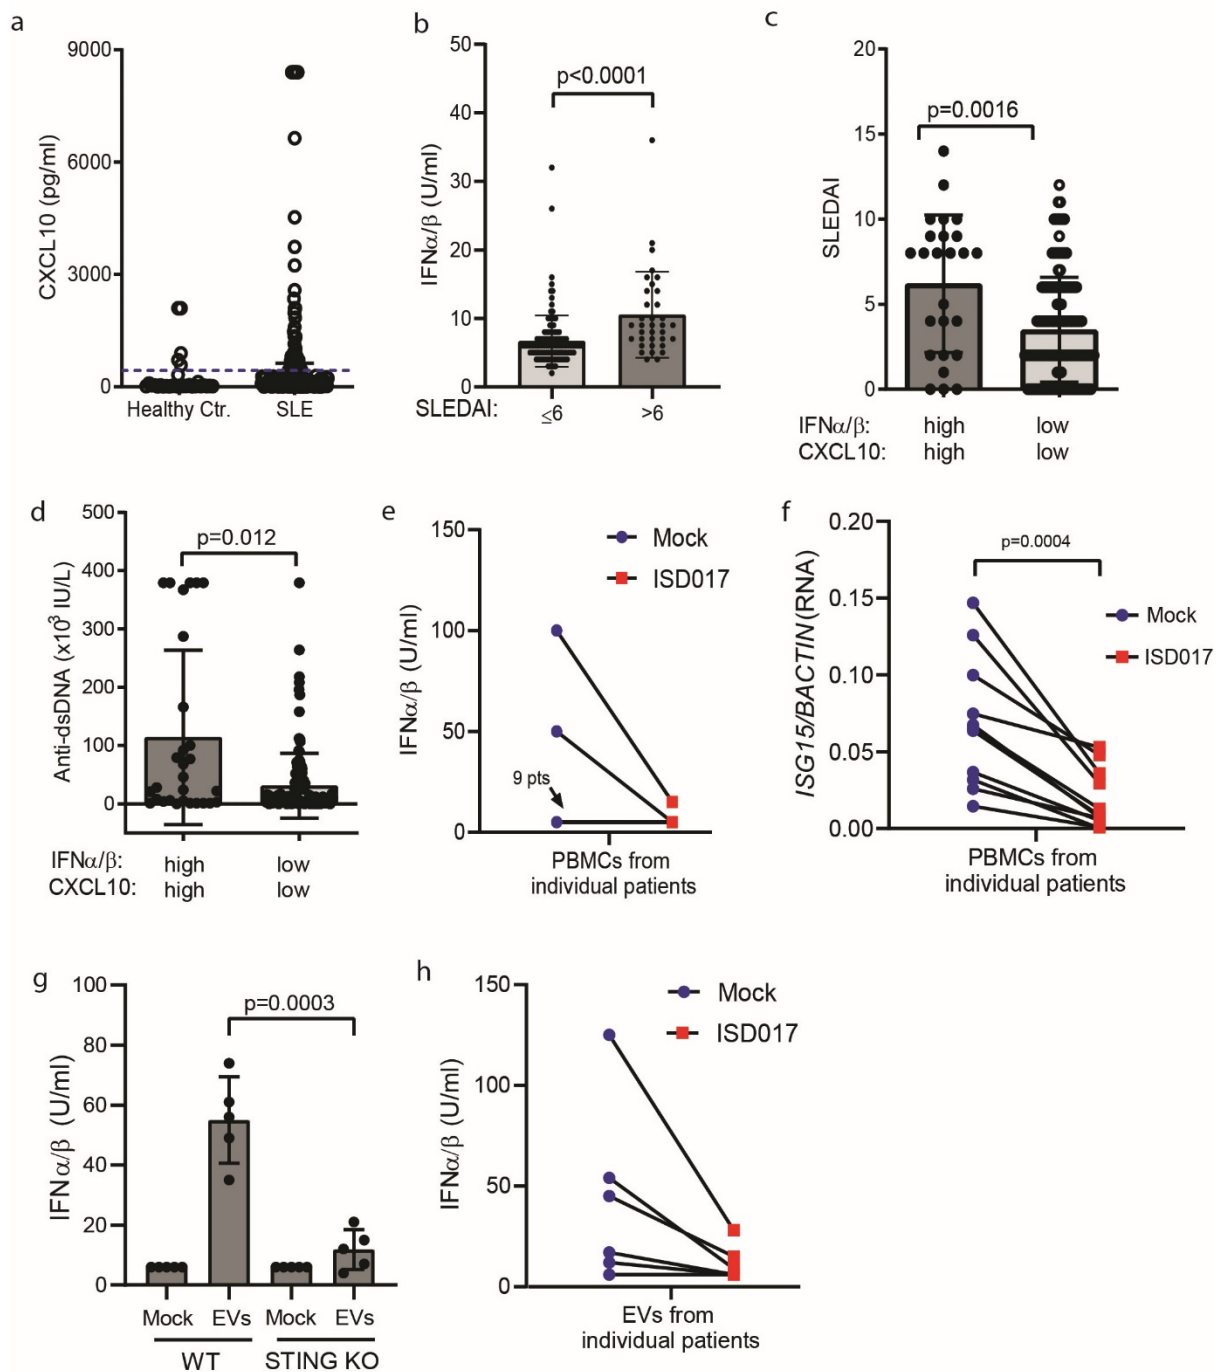 a
9000
6000
3000
0
CXCL10 (pg/ml)
Healthy Ctr.
SLE
b
50
40
30
20
10
0
IFNα/β (U/ml)
p<0.0001
SLEDAI:
≤6
>6
c
20
15
10
5
0
SLEDAI
p=0.0016
IFNα/β: high low
CXCL10: high low
d
500
400
300
200
100
0
Anti-dsDNA (x10³ IU/L)
p=0.012
IFNα/β: high low
CXCL10: high low
e
150
100
50
0
IFNα/β (U/ml)
Mock
ISD017
9 pts
PBMCs from
individual patients
f
0.20
0.15
0.10
0.05
0.00
ISG15/BACTIN (RNA)
p=0.0004
Mock
ISD017
PBMCs from
individual patients
g
100
80
60
40
20
0
IFNα/β (U/ml)
p=0.0003
Mock EVs Mock EVs
WT STING KO
h
150
100
50
0
IFNα/β (U/ml)
Mock
ISD017
EVs from
individual patients